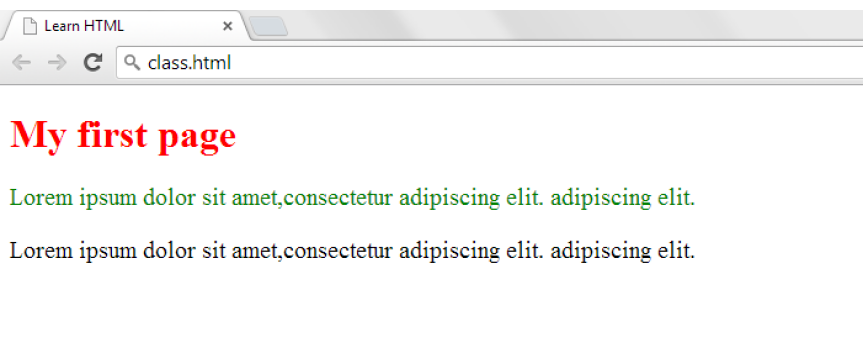 Learn HTML
class.html
My first page
Lorem ipsum dolor sit amet,consectetur adipiscing elit. adipiscing elit.
Lorem ipsum dolor sit amet,consectetur adipiscing elit. adipiscing elit.